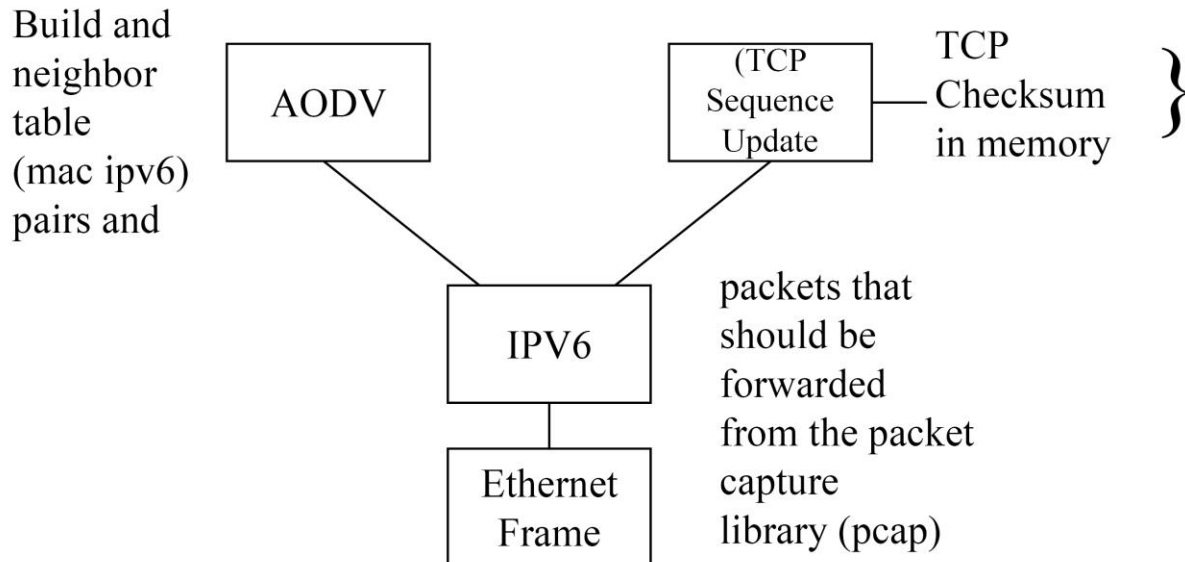 Build and
neighbor
table
(mac ipv6)
pairs and
AODV
(TCP
Sequence
Update
TCP
Checksum
in memory
}
IPV6
packets that
should be
forwarded
from the packet
capture
library (pcap)
Ethernet
Frame